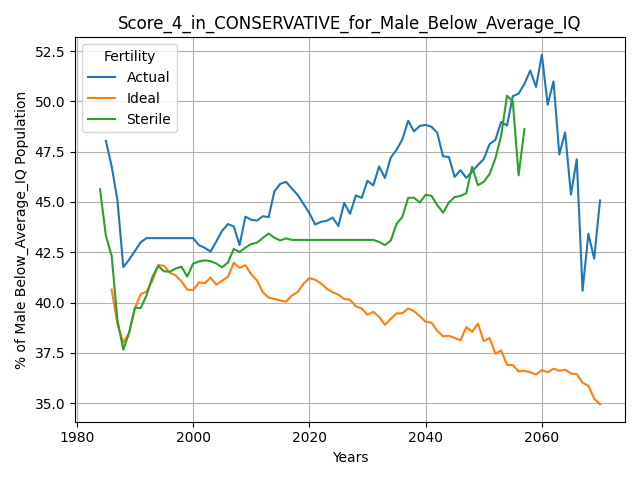 Score_4_in_CONSERVATIVE_for_Male_Below_Average_IQ
% of Male Below_Average_IQ Population
52.5
50.0
47.5
45.0
42.5
40.0
37.5
35.0
Fertility
Actual
Ideal
Sterile
1980
2000
2020
2040
2060
Years